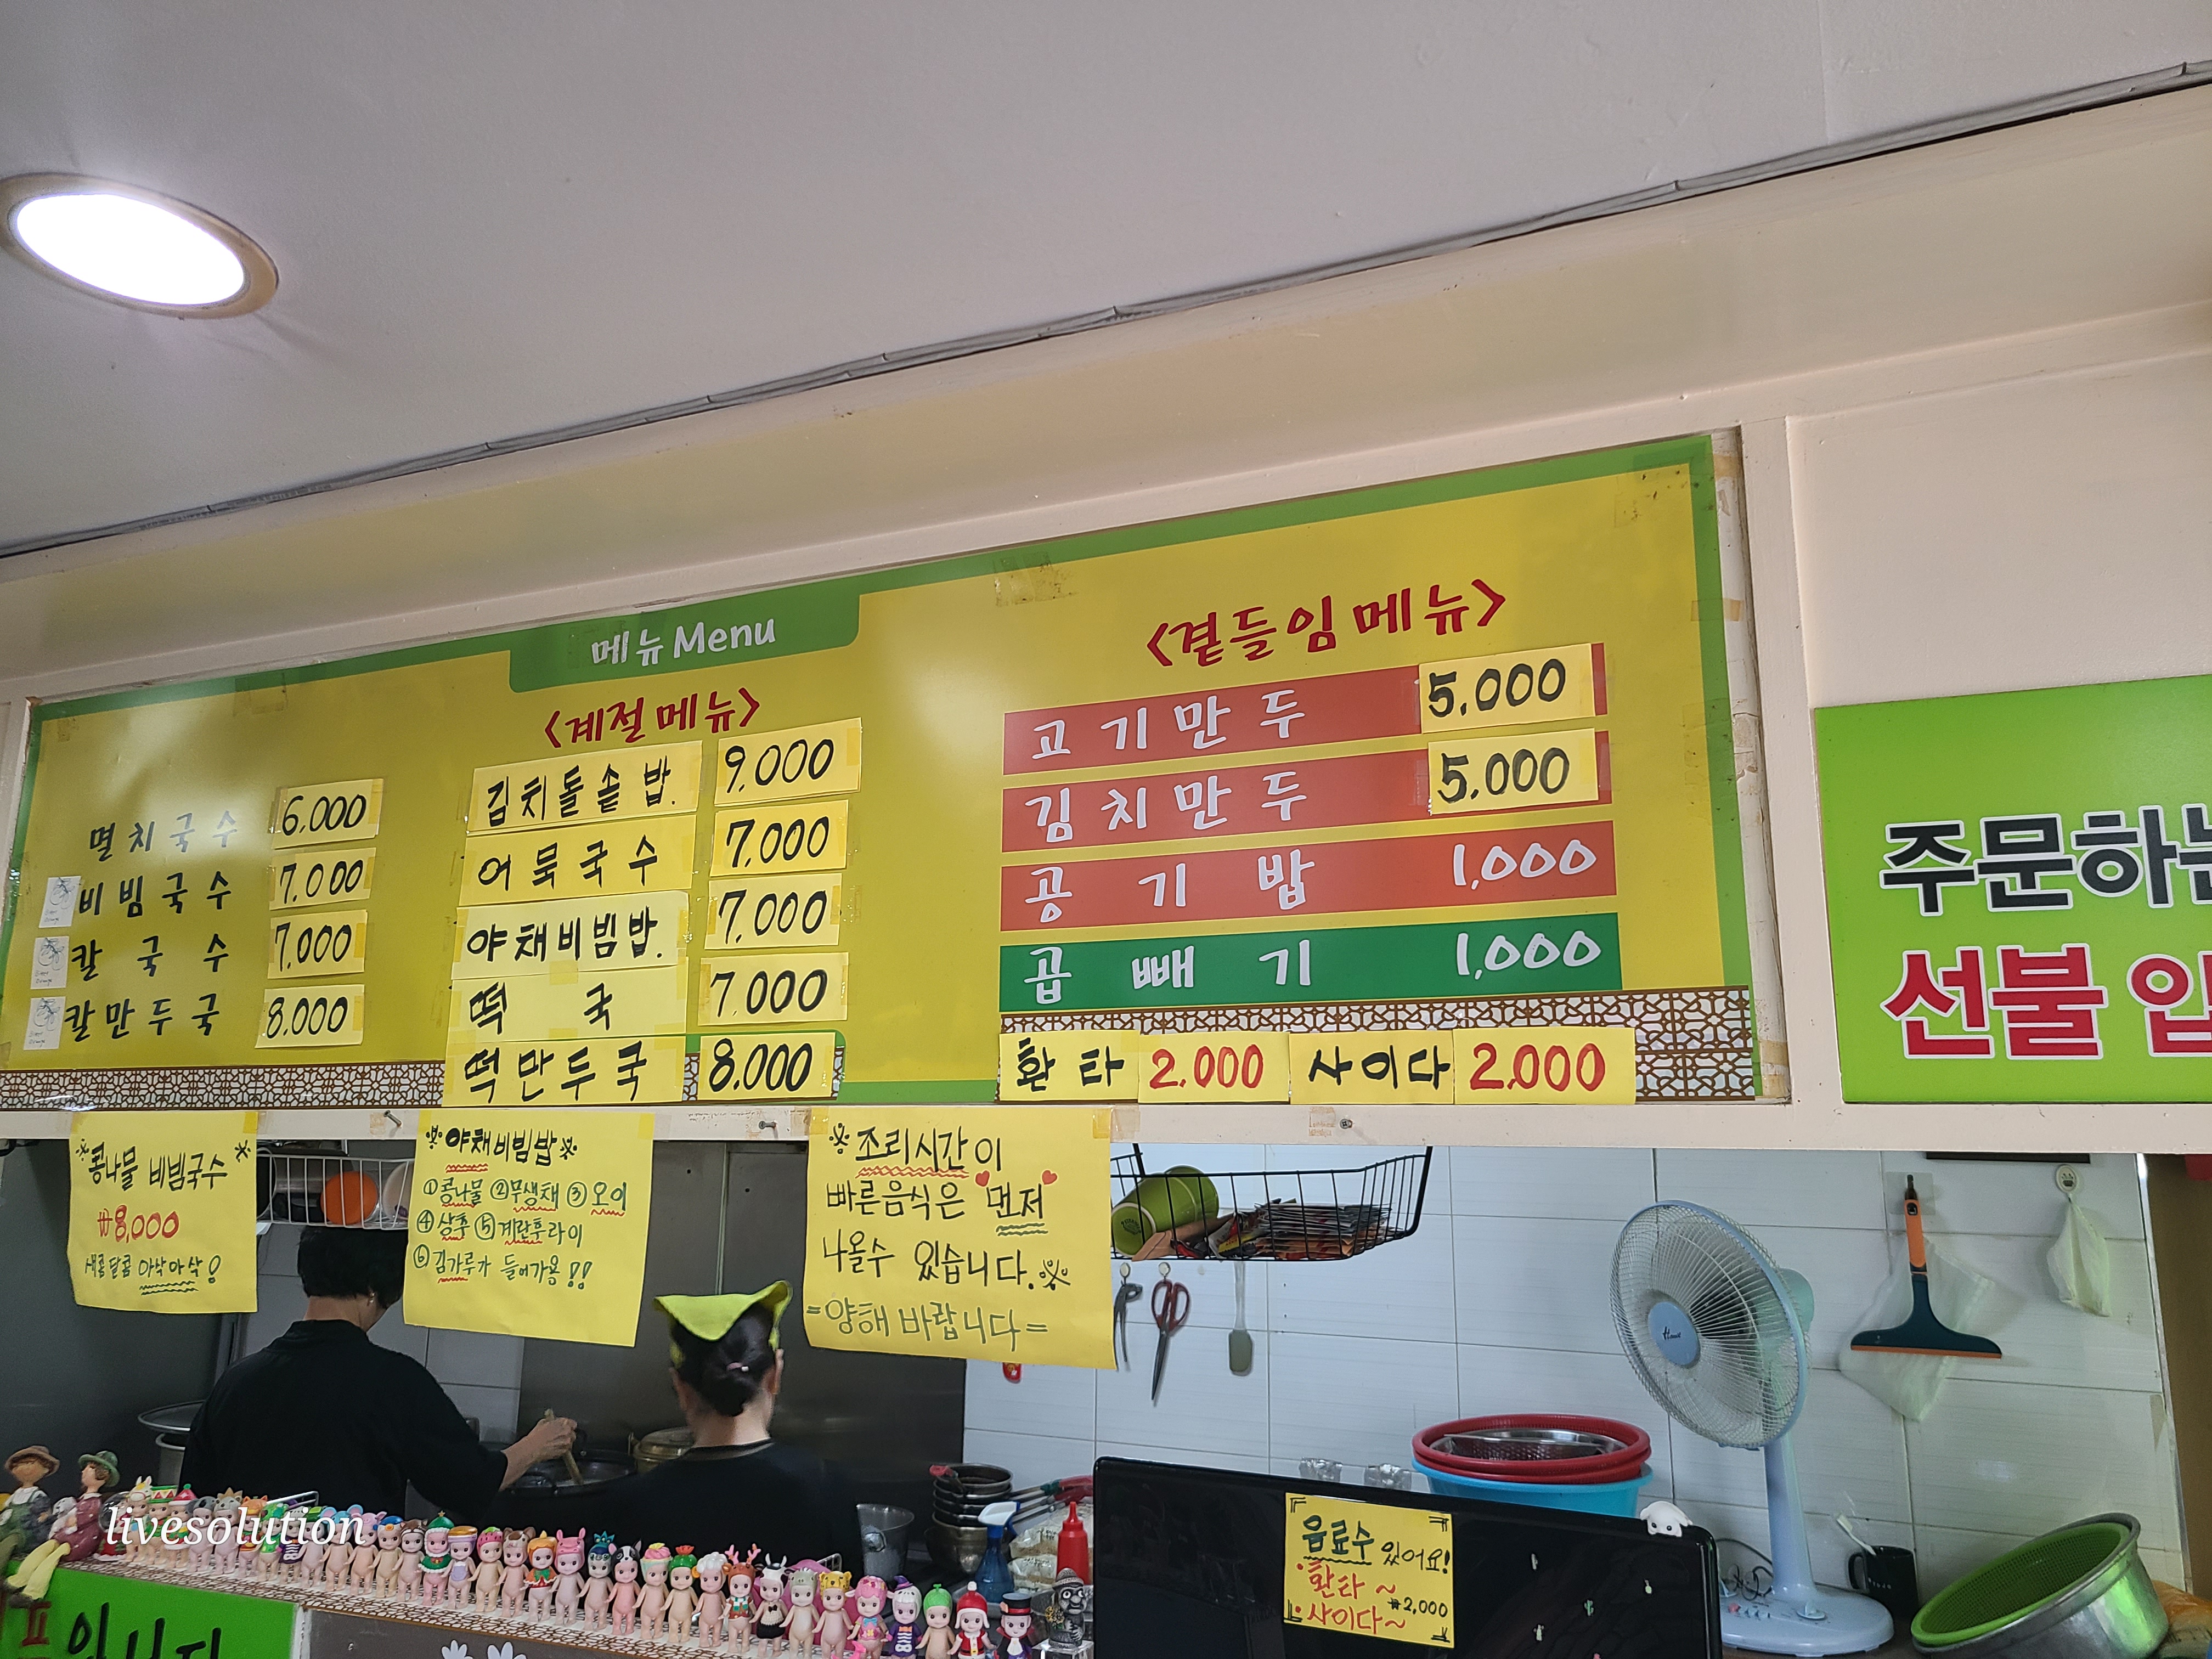 메뉴 Menu
멸치국수 6,000
비빔국수 7,000
칼국수 7,000
칼만두국 8,000
<계절메뉴>
김치돌솥밥. 9,000
어묵국수 7,000
야채비빔밥. 7,000
떡국 7,000
떡만두국 8,000
<곁들임메뉴>
고기만두 5,000
김치만두 5,000
공기밥 1,000
곱빼기 1,000
환타 2,000 사이다 2,000
주문하는
선불 입
콩나물 비빔국수
₩8,000
새콤달콤 아삭아삭!
※야채비빔밥※
①콩나물 ②무생채 ③오이
④상추 ⑤계란후라이
⑥김가루가 들어가용!!
※조리시간이
빠른음식은 먼저
나올수 있습니다.※
=양해 바랍니다=
음료수 있어요!
·환타~
·사이다~ ₩2,000
livesolution
입니다
Hanil